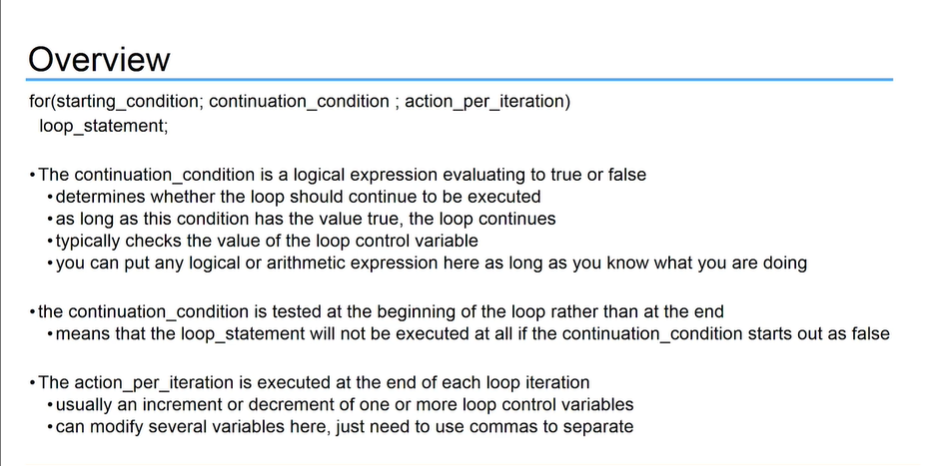 Overview
for(starting_condition; continuation_condition ; action_per_iteration)
loop_statement;
•The continuation_condition is a logical expression evaluating to true or false
•determines whether the loop should continue to be executed
•as long as this condition has the value true, the loop continues
•typically checks the value of the loop control variable
•you can put any logical or arithmetic expression here as long as you know what you are doing
•the continuation_condition is tested at the beginning of the loop rather than at the end
•means that the loop_statement will not be executed at all if the continuation_condition starts out as false
•The action_per_iteration is executed at the end of each loop iteration
•usually an increment or decrement of one or more loop control variables
•can modify several variables here, just need to use commas to separate